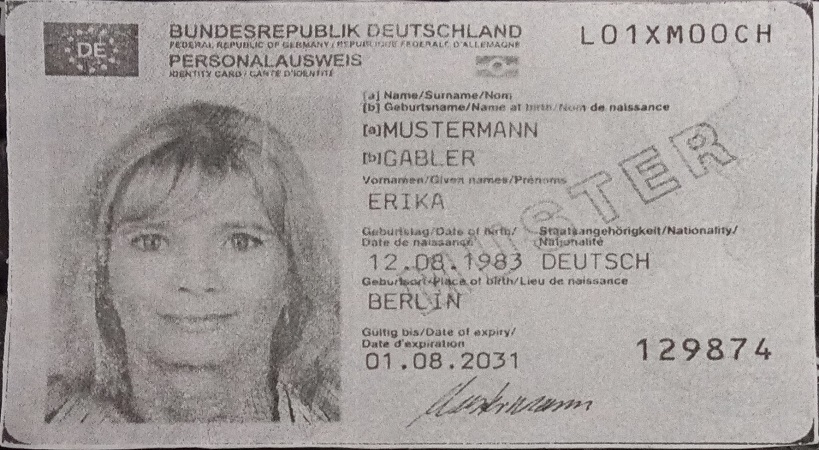 DE
BUNDESREPUBLIK DEUTSCHLAND
FEDERAL REPUBLIC OF GERMANY / RÉPUBLIQUE FÉDÉRALE D'ALLEMAGNE
PERSONALAUSWEIS
IDENTITY CARD / CARTE D'IDENTITÉ
L01X00M0CH
[a] Name/Surname/Nom
[b] Geburtsname/Name at birth/Nom de naissance
[a]MUSTERMANN
[b]GABLER
Vornamen/Given names/Prénoms
ERIKA
Geburtstag/Date of birth/
Date de naissance
Staatsangehörigkeit/Nationality/
Nationalité
12.08.1983 DEUTSCH
Geburtsort/Place of birth/Lieu de naissance
BERLIN
Gültig bis/Date of expiry/
Date d'expiration
01.08.2031
129874
Mustermann
MUSTER